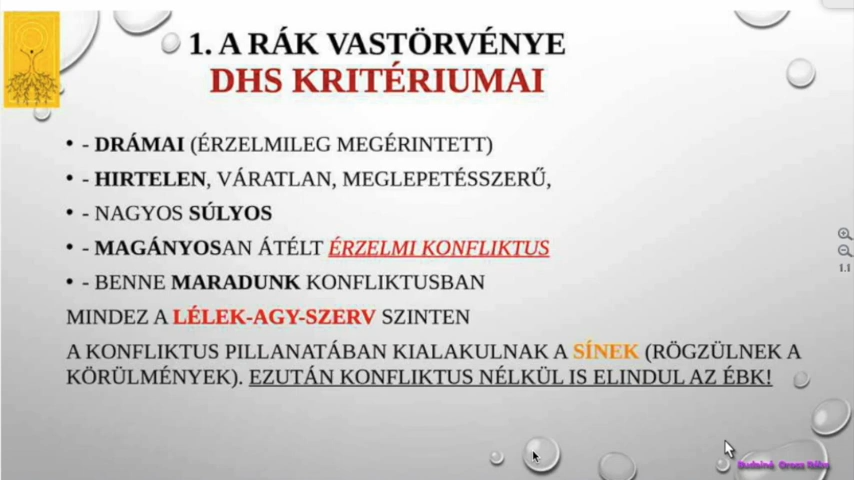 1. A RÁK VASTÖRVÉNYE
DHS KRITÉRIUMAI
• - DRÁMAI (ÉRZELMILEG MEGÉRINTETT)
• - HIRTELEN, VÁRATLAN, MEGLEPETÉSSZERŰ,
• - NAGYOS SÚLYOS
• - MAGÁNYOSAN ÁTÉLT ÉRZELMI KONFLIKTUS
• - BENNE MARADUNK KONFLIKTUSBAN
MINDEZ A LÉLEK-AGY-SZERV SZINTEN
A KONFLIKTUS PILLANATÁBAN KIALAKULNAK A SÍNEK (RÖGZÜLNEK A
KÖRÜLMÉNYEK). EZUTÁN KONFLIKTUS NÉLKÜL IS ELINDUL AZ ÉBK!
1.1